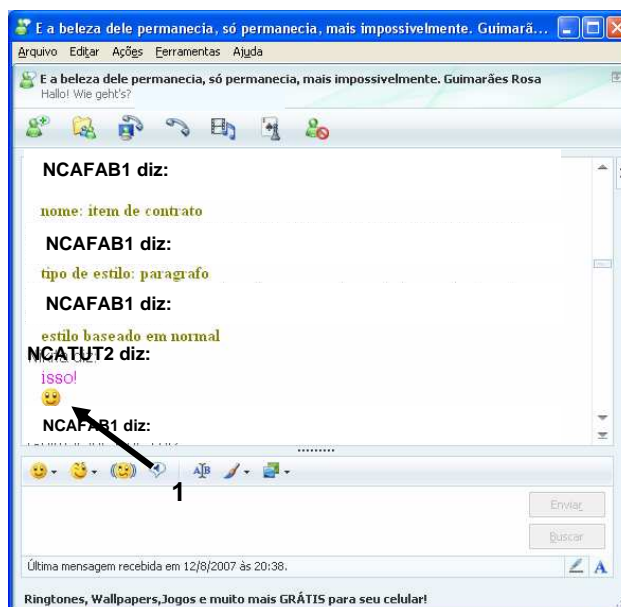 E a beleza dele permanecia, só permanecia, mais impossivelmente. Guimarã...
Arquivo Editar Ações Ferramentas Ajuda
E a beleza dele permanecia, só permanecia, mais impossivelmente. Guimarães Rosa
Hallo! Wie geht's?
NCAFAB1 diz:
nome: item de contrato
NCAFAB1 diz:
tipo de estilo: paragrafo
NCAFAB1 diz:
estilo baseado em normal
NCATUT2 diz:
isso!
NCAFAB1 diz:
1
Enviar
Buscar
Última mensagem recebida em 12/8/2007 às 20:38.
A
Ringtones, Wallpapers,Jogos e muito mais GRÁTIS para seu celular!